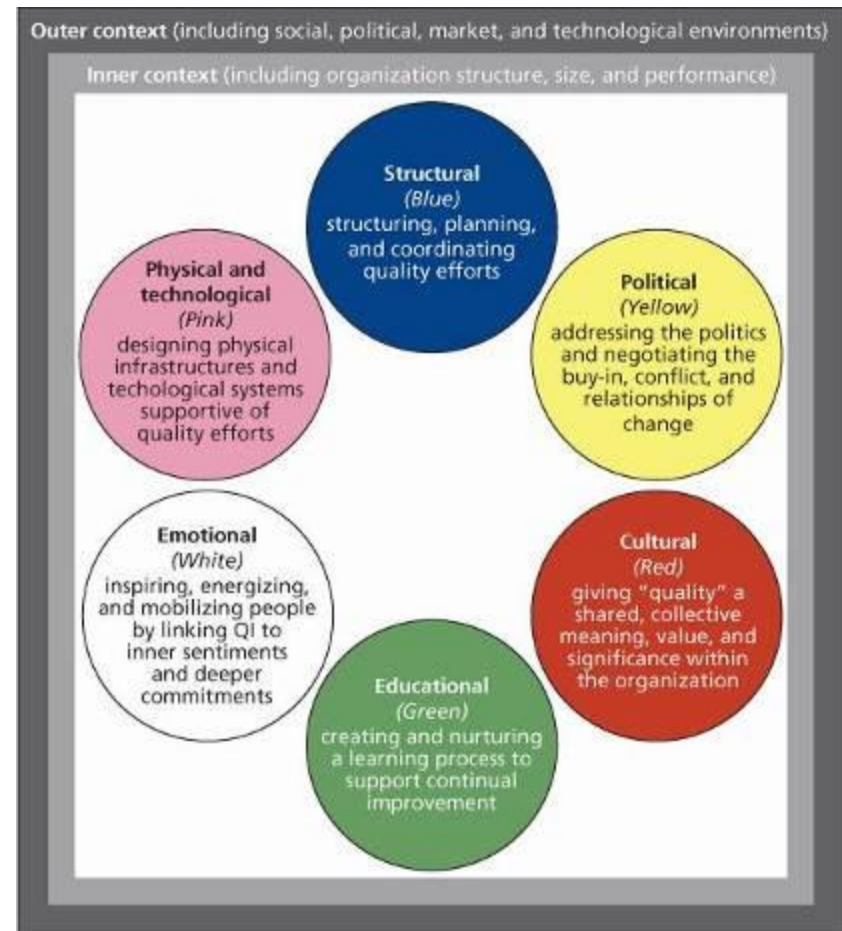 Outer context (including social, political, market, and technological environments)
Inner context (including organization structure, size, and performance)
Structural
(Blue)
structuring, planning,
and coordinating
quality efforts
Political
(Yellow)
addressing the politics
and negotiating the
buy-in, conflict, and
relationships of
change
Cultural
(Red)
giving “quality” a
shared, collective
meaning, value, and
significance within
the organization
Educational
(Green)
creating and nurturing
a learning process to
support continual
improvement
Emotional
(White)
inspiring, energizing,
and mobilizing people
by linking QI to
inner sentiments
and deeper
commitments
Physical and
technological
(Pink)
designing physical
infrastructures and
techological systems
supportive of
quality efforts